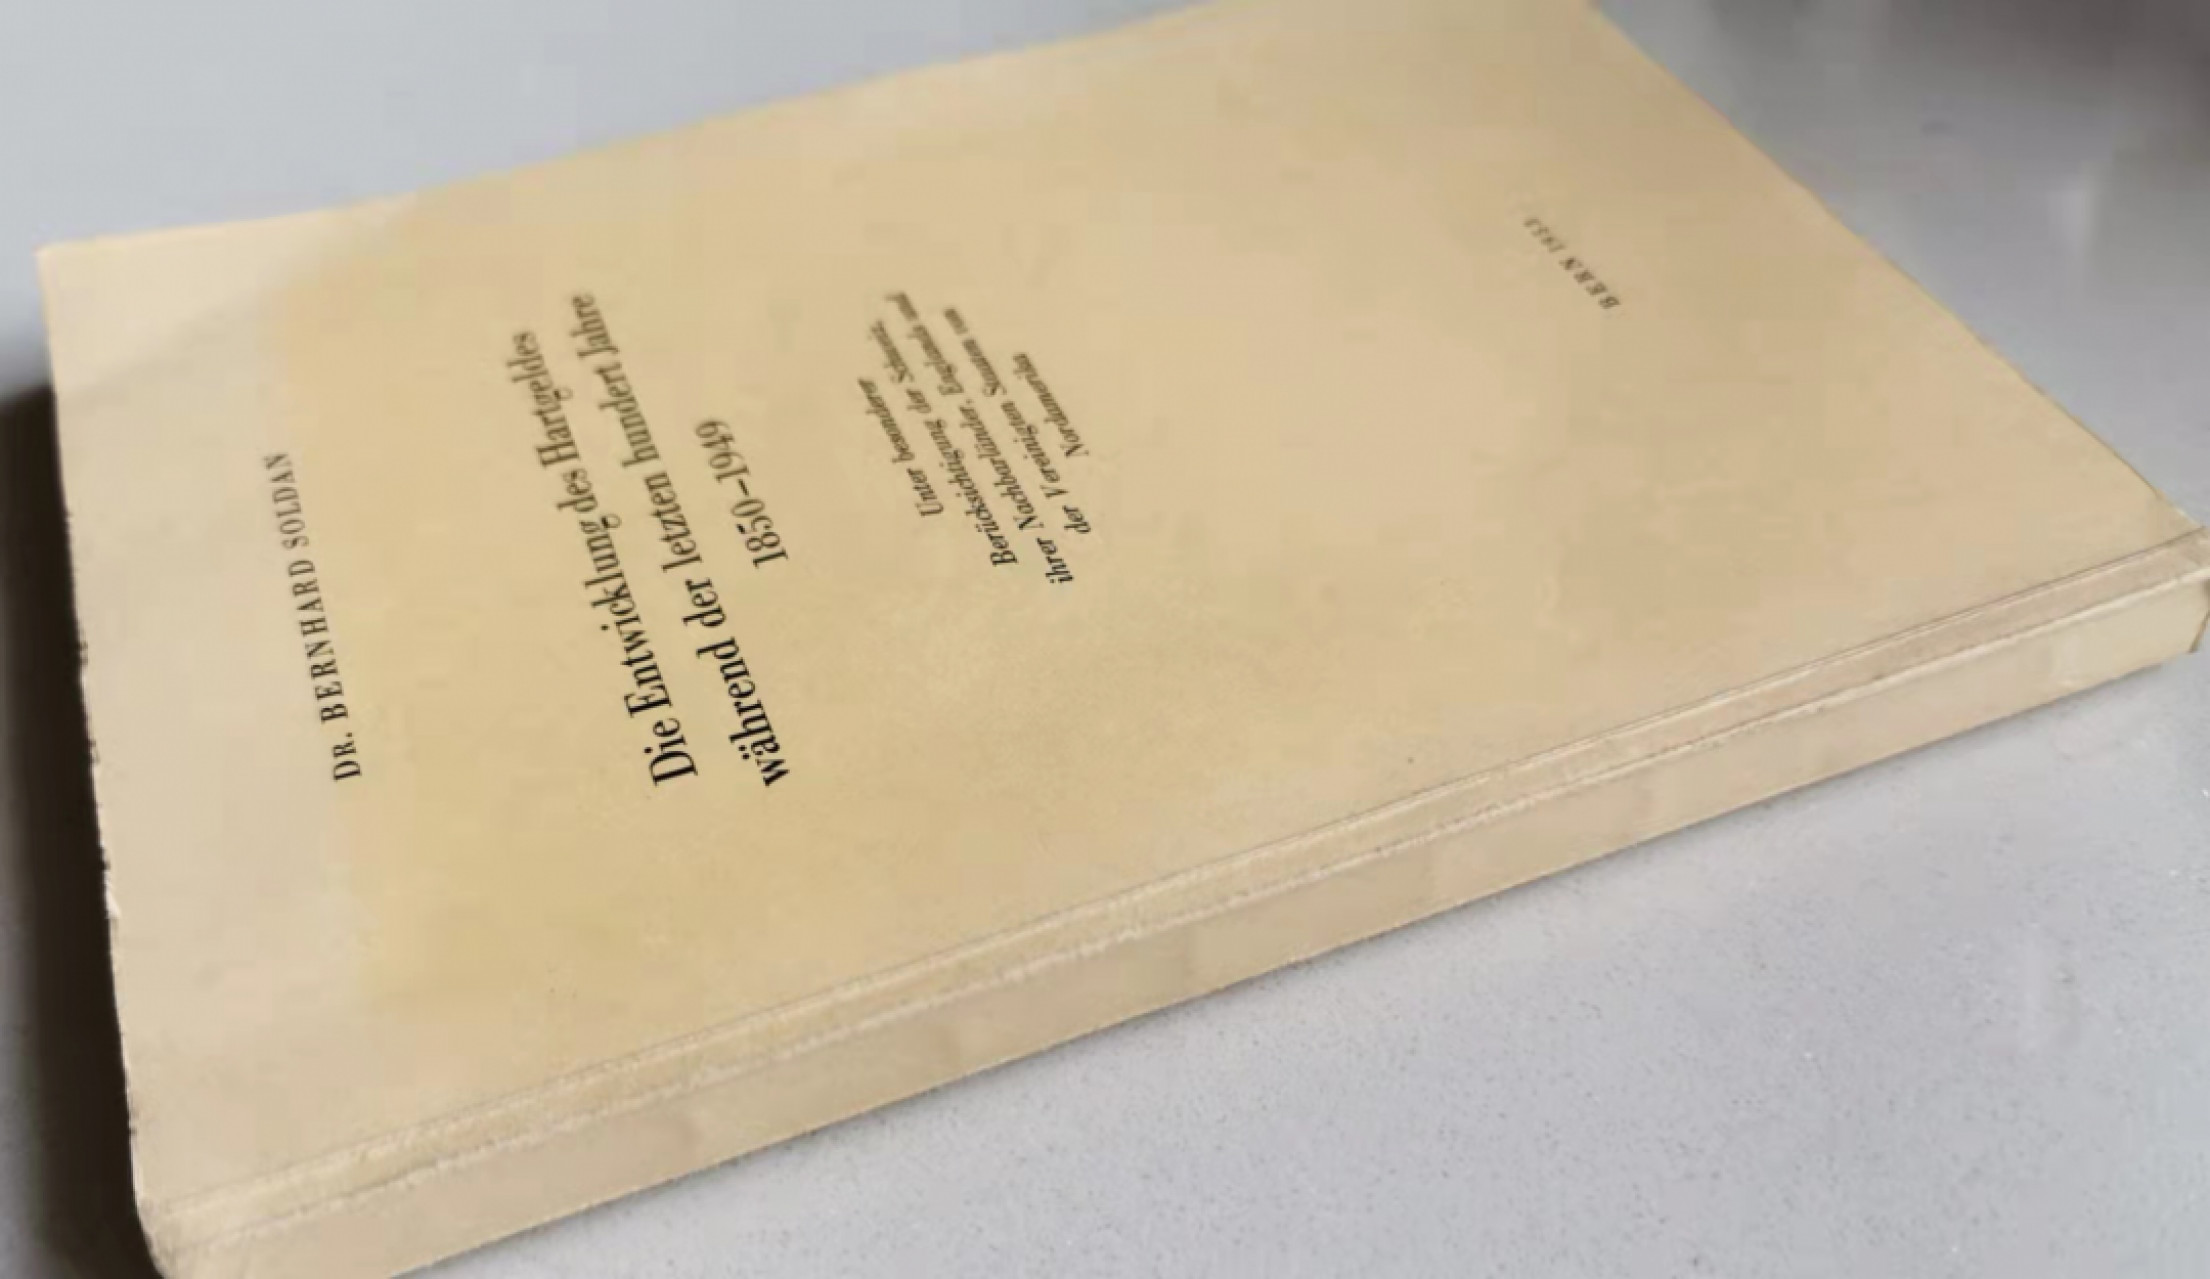 DR. BERNHARD SOLDAN
Die Entwicklung des Hartgeldes
während der letzten hundert Jahre
1850-1949
Unter besonderer
Berücksichtigung der Schweiz,
ihrer Nachbarländer, Englands und
der Vereinigten Staaten von
Nordamerika
BERN 1953